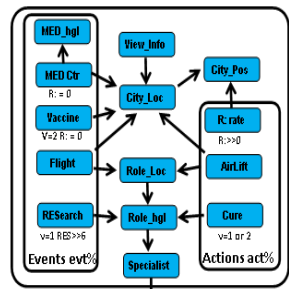 MED_hgl
View_Info
MED Ctr
City_Pos
R: = 0
City_Loc
Vaccine
V=2 R: = 0
R: rate
R:>>0
Flight
Role_Loc
AirLift
RESearch
Role_hgl
Cure
v=1 RES>>6
v=1 or 2
Events evt%
Specialist
Actions act%